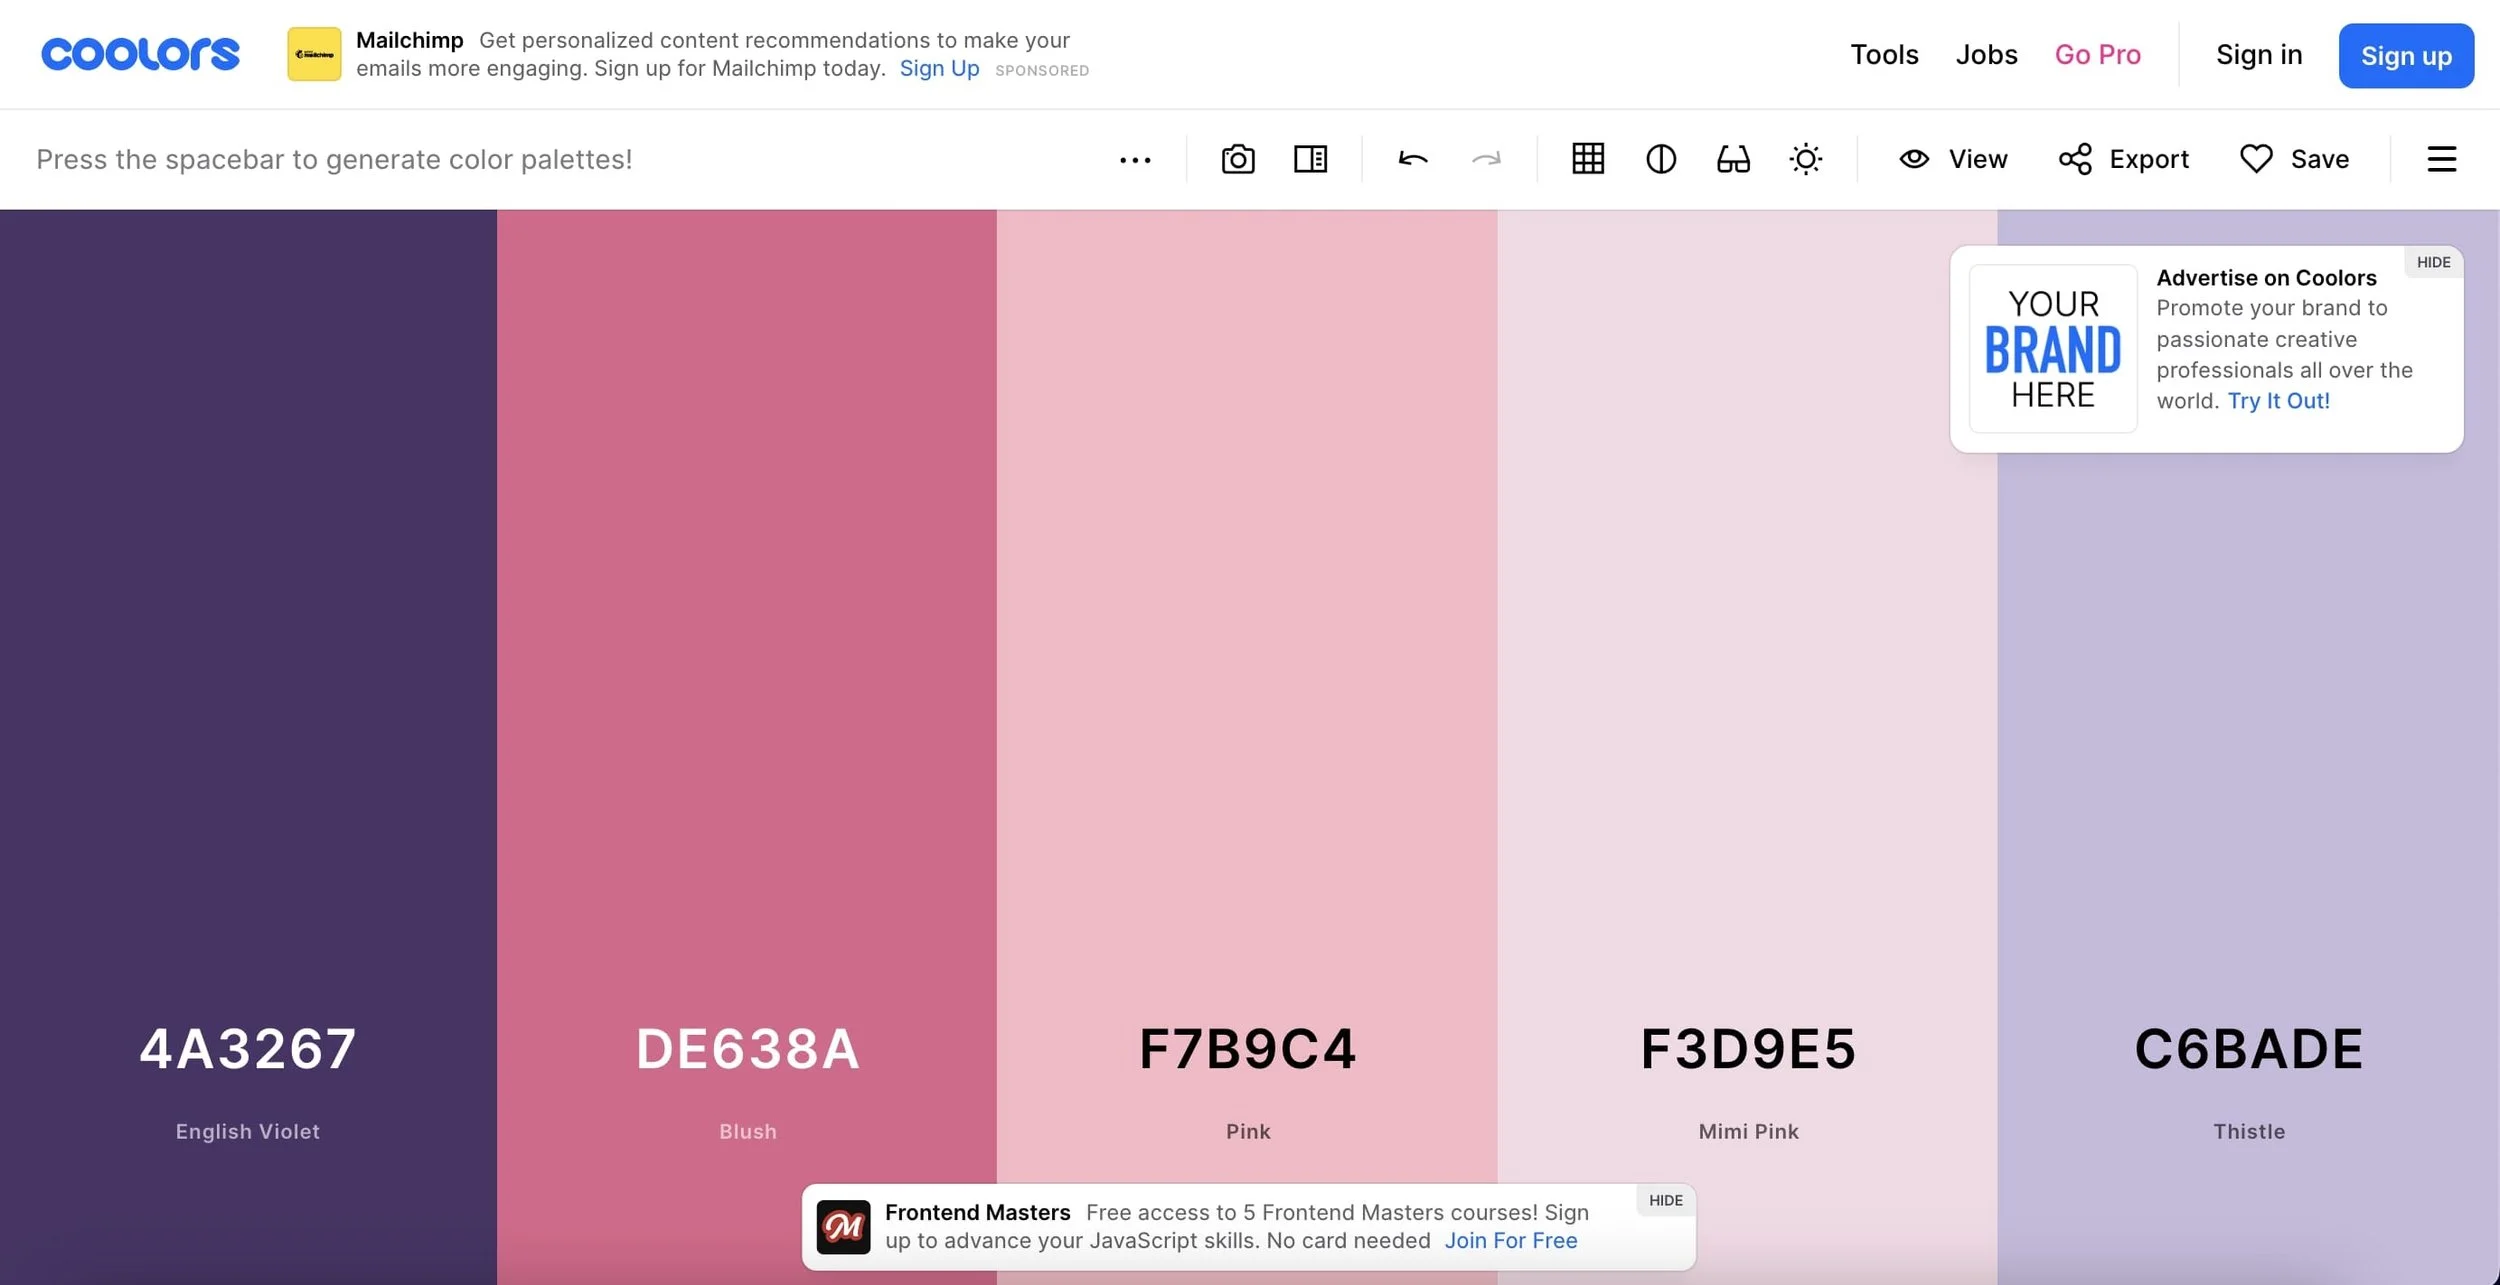 coolors
Mailchimp Get personalized content recommendations to make your
emails more engaging. Sign up for Mailchimp today. Sign Up SPONSORED
Tools Jobs Go Pro Sign in Sign up
Press the spacebar to generate color palettes!
View Export Save
HIDE
YOUR
BRAND
HERE
Advertise on Coolors
Promote your brand to
passionate creative
professionals all over the
world. Try It Out!
4A3267 DE638A F7B9C4 F3D9E5 C6BADE
English Violet Blush Pink Mimi Pink Thistle
HIDE
Frontend Masters Free access to 5 Frontend Masters courses! Sign
up to advance your JavaScript skills. No card needed Join For Free